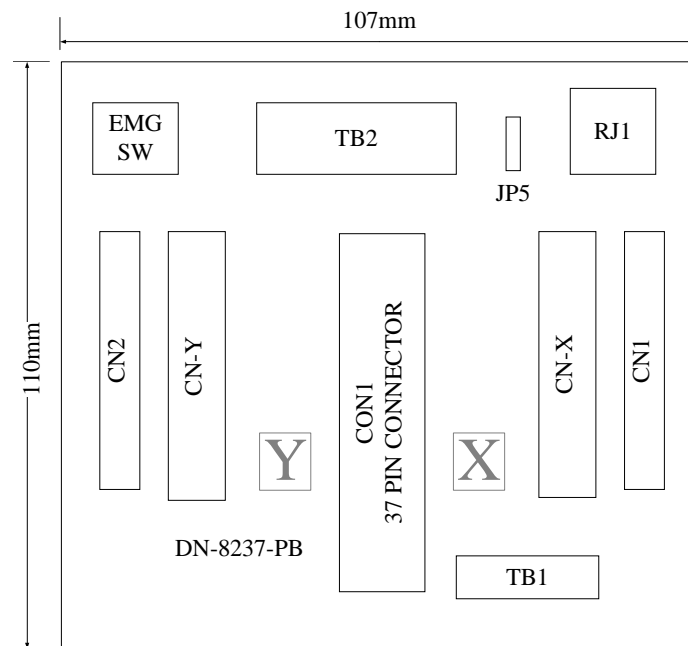 107mm
EMG
SW
TB2
RJ1
JP5
110mm
CN2
CN-Y
CON1
37 PIN CONNECTOR
CN-X
CN1
Y
X
DN-8237-PB
TB1